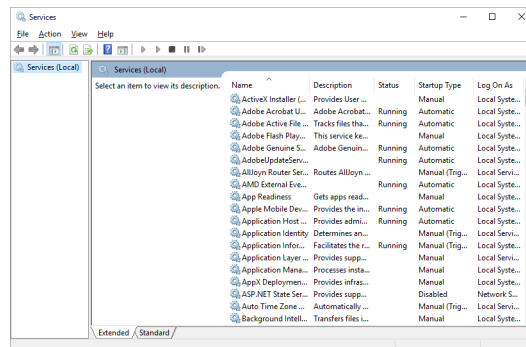 Services
File Action View Help
Services (Local)
Services (Local)
Select an item to view its description.
Name Description Status Startup Type Log On As
ActiveX Installer (... Provides User ... Manual Local Syste...
Adobe Acrobat U... Adobe Acrobat... Running Automatic Local Syste...
Adobe Active File ... Tracks files tha... Running Automatic Local Syste...
Adobe Flash Play... This service ke... Manual Local Syste...
Adobe Genuine S... Adobe Genuin... Running Automatic Local Syste...
AdobeUpdateServ... Running Automatic Local Syste...
AllJoyn Router Ser... Routes AllJoyn ... Manual (Trig... Local Servi...
AMD External Eve... Running Automatic Local Syste...
App Readiness Gets apps read... Manual Local Syste...
Apple Mobile Dev... Provides the in... Running Automatic Local Syste...
Application Host ... Provides admi... Running Automatic Local Syste...
Application Identity Determines an... Manual (Trig... Local Servi...
Application Infor... Facilitates the r... Running Manual (Trig... Local Syste...
Application Layer ... Provides supp... Manual Local Servi...
Application Mana... Processes insta... Manual Local Syste...
AppX Deploymen... Provides infras... Manual Local Syste...
ASP.NET State Ser... Provides supp... Disabled Network S...
Auto Time Zone ... Automatically ... Manual (Trig... Local Servi...
Background Intell... Transfers files i... Manual Local Syste...
Extended Standard